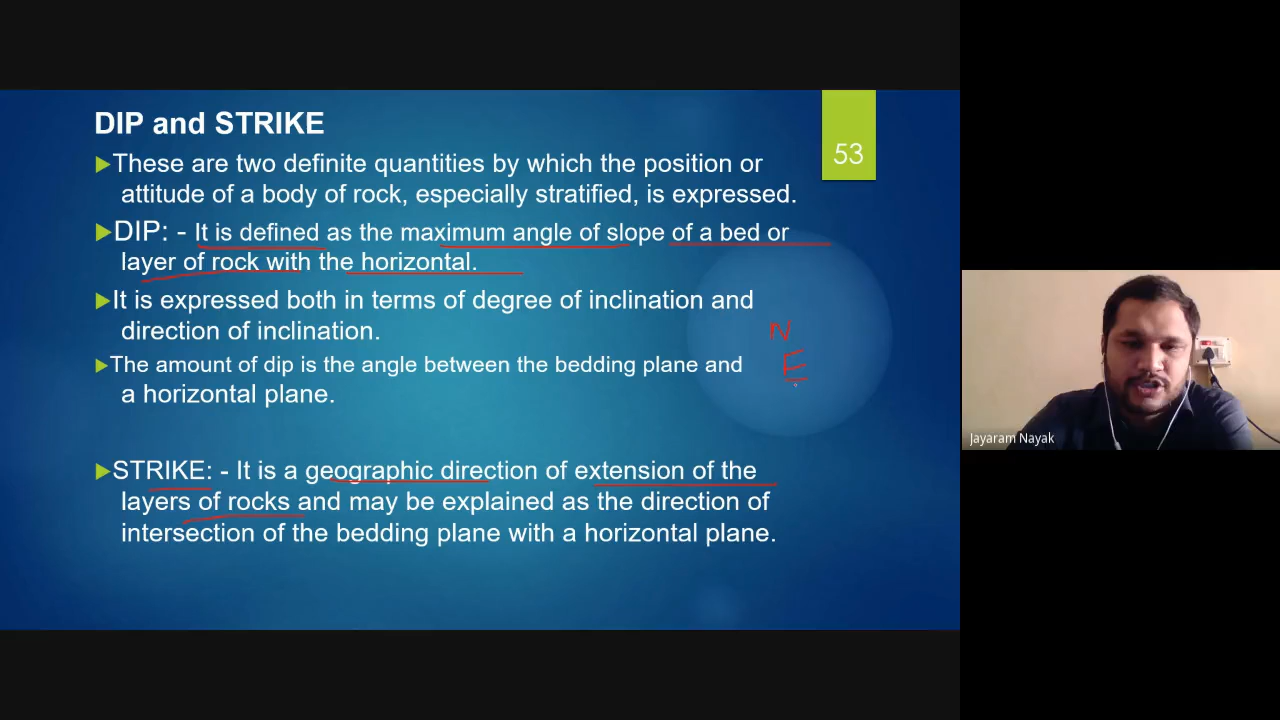 DIP and STRIKE
53
These are two definite quantities by which the position or
attitude of a body of rock, especially stratified, is expressed.
DIP: - It is defined as the maximum angle of slope of a bed or
layer of rock with the horizontal.
It is expressed both in terms of degree of inclination and
direction of inclination.
N
The amount of dip is the angle between the bedding plane and
E
a horizontal plane.
STRIKE: - It is a geographic direction of extension of the
layers of rocks and may be explained as the direction of
intersection of the bedding plane with a horizontal plane.
Jayaram Nayak